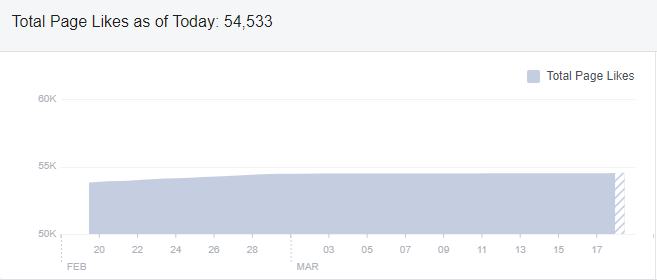 Total Page Likes as of Today: 54,533
Total Page Likes
60K
55K
50K
20 22 24 26 28 03 05 07 09 11 13 15 17
FEB MAR